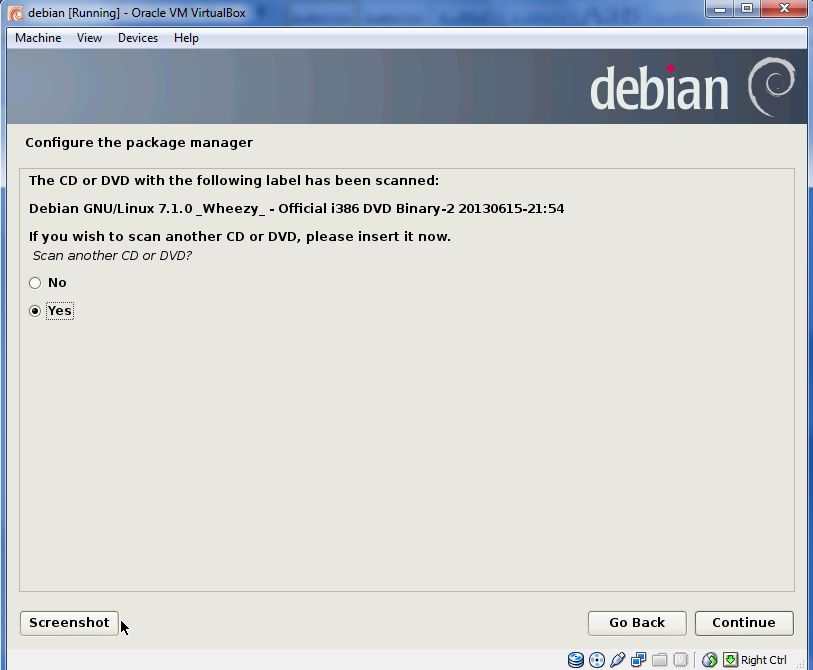 debian [Running] - Oracle VM VirtualBox
Machine View Devices Help
debian
Configure the package manager
The CD or DVD with the following label has been scanned:
Debian GNU/Linux 7.1.0 _Wheezy_ - Official i386 DVD Binary-2 20130615-21:54
If you wish to scan another CD or DVD, please insert it now.
Scan another CD or DVD?
No
Yes
Screenshot Go Back Continue
Right Ctrl